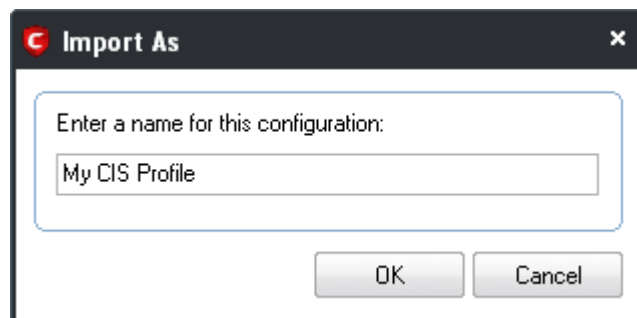 Import As
Enter a name for this configuration:
My CIS Profile
OK
Cancel